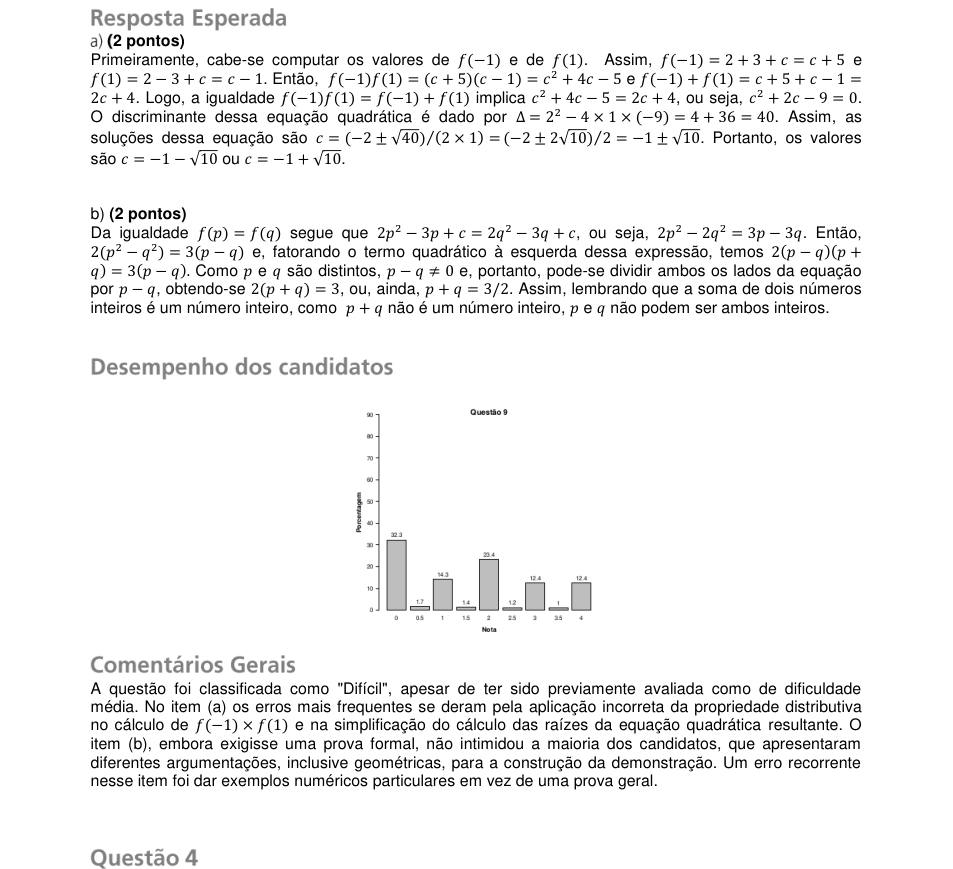 Resposta Esperada
a) (2 pontos)
Primeiramente, cabe-se computar os valores de f(−1) e de f(1). Assim, f(−1) = 2 + 3 + c = c + 5 e
f(1) = 2 − 3 + c = c − 1. Então, f(−1)f(1) = (c + 5)(c − 1) = c² + 4c − 5 e f(−1) + f(1) = c + 5 + c − 1 =
2c + 4. Logo, a igualdade f(−1)f(1) = f(−1) + f(1) implica c² + 4c − 5 = 2c + 4, ou seja, c² + 2c − 9 = 0.
O discriminante dessa equação quadrática é dado por Δ = 2² − 4 × 1 × (−9) = 4 + 36 = 40. Assim, as
soluções dessa equação são c = (−2 ± √40)/(2 × 1) = (−2 ± 2√10)/2 = −1 ± √10. Portanto, os valores
são c = −1 − √10 ou c = −1 + √10.
b) (2 pontos)
Da igualdade f(p) = f(q) segue que 2p² − 3p + c = 2q² − 3q + c, ou seja, 2p² − 2q² = 3p − 3q. Então,
2(p² − q²) = 3(p − q) e, fatorando o termo quadrático à esquerda dessa expressão, temos 2(p − q)(p +
q) = 3(p − q). Como p e q são distintos, p − q ≠ 0 e, portanto, pode-se dividir ambos os lados da equação
por p − q, obtendo-se 2(p + q) = 3, ou, ainda, p + q = 3/2. Assim, lembrando que a soma de dois números
inteiros é um número inteiro, como p + q não é um número inteiro, p e q não podem ser ambos inteiros.
Desempenho dos candidatos
Questão 9
Porcentagem
90
80
70
60
50
40
30
20
10
0
32.3
1.7
14.3
1.4
23.4
1.2
12.4
1
12.4
0 0.5 1 1.5 2 2.5 3 3.5 4
Nota
Comentários Gerais
A questão foi classificada como "Difícil", apesar de ter sido previamente avaliada como de dificuldade
média. No item (a) os erros mais frequentes se deram pela aplicação incorreta da propriedade distributiva
no cálculo de f(−1) × f(1) e na simplificação do cálculo das raízes da equação quadrática resultante. O
item (b), embora exigisse uma prova formal, não intimidou a maioria dos candidatos, que apresentaram
diferentes argumentações, inclusive geométricas, para a construção da demonstração. Um erro recorrente
nesse item foi dar exemplos numéricos particulares em vez de uma prova geral.
Questão 4